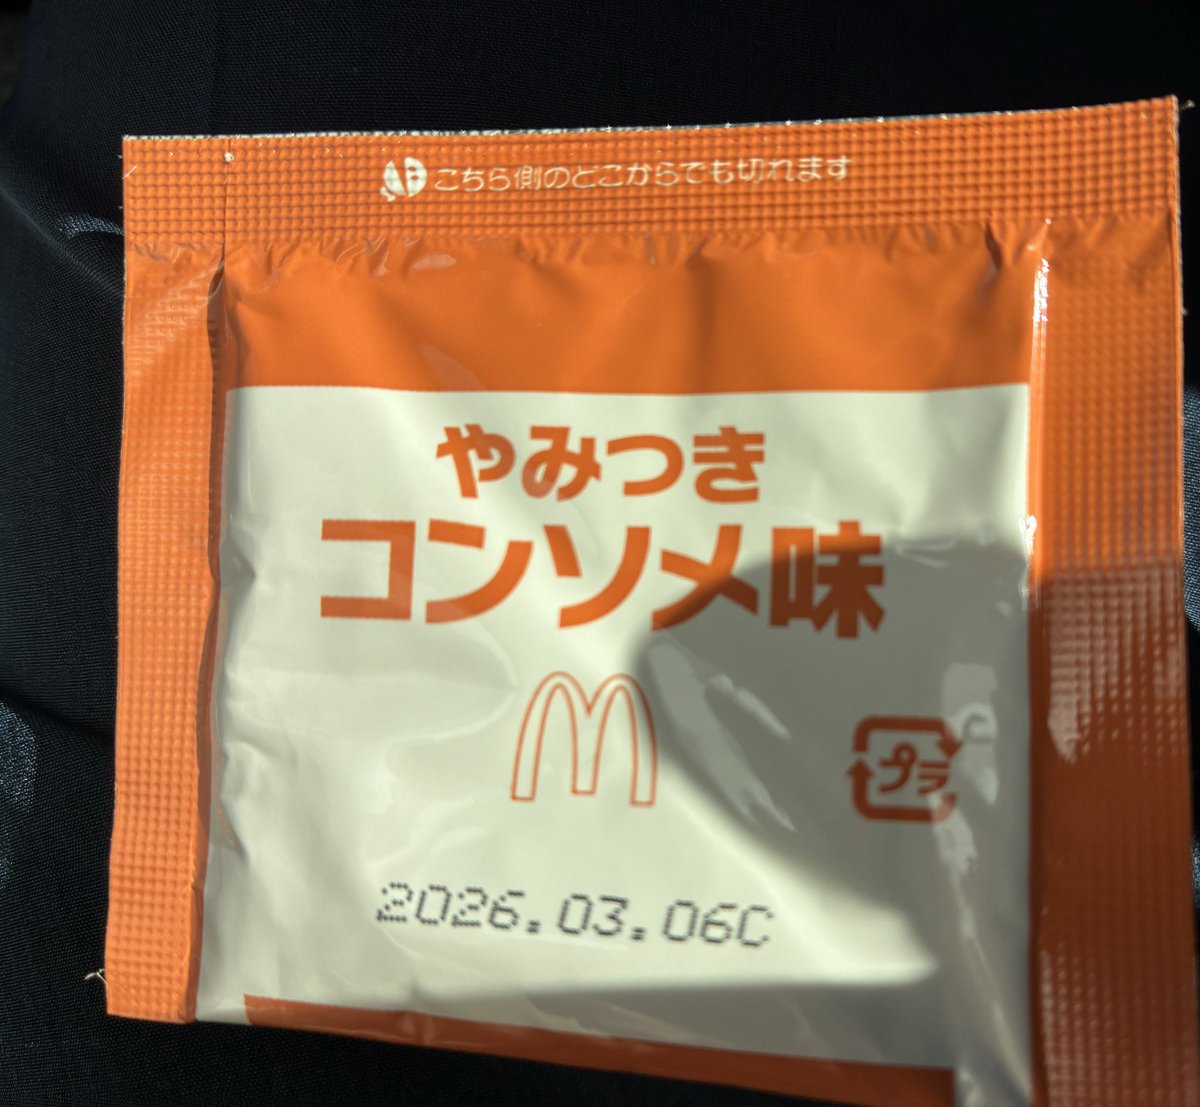 こちら側のどこからでも切れます
やみつき
コンソメ味
プラ
2026.03.06C